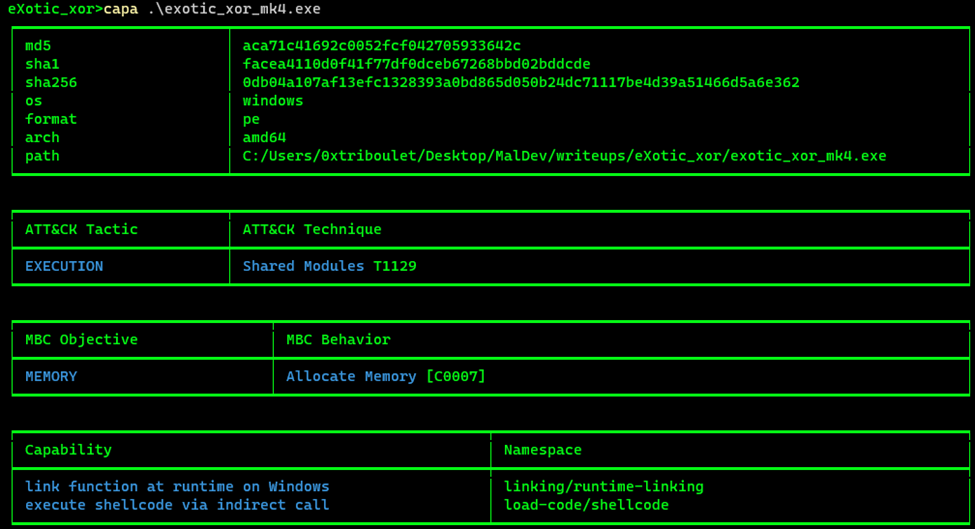 eXotic_xor>capa .\exotic_xor_mk4.exe
md5 aca71c41692c0052fcf042705933642c
sha1 facea4110d0f41f77df0dceb67268bbd02bddcde
sha256 0db04a107af13efc1328393a0bd865d050b24dc71117be4d39a51466d5a6e362
os windows
format pe
arch amd64
path C:/Users/0xtriboulet/Desktop/MalDev/writeups/eXotic_xor/exotic_xor_mk4.exe
ATT&CK Tactic ATT&CK Technique
EXECUTION Shared Modules T1129
MBC Objective MBC Behavior
MEMORY Allocate Memory [C0007]
Capability Namespace
link function at runtime on Windows linking/runtime-linking
execute shellcode via indirect call load-code/shellcode